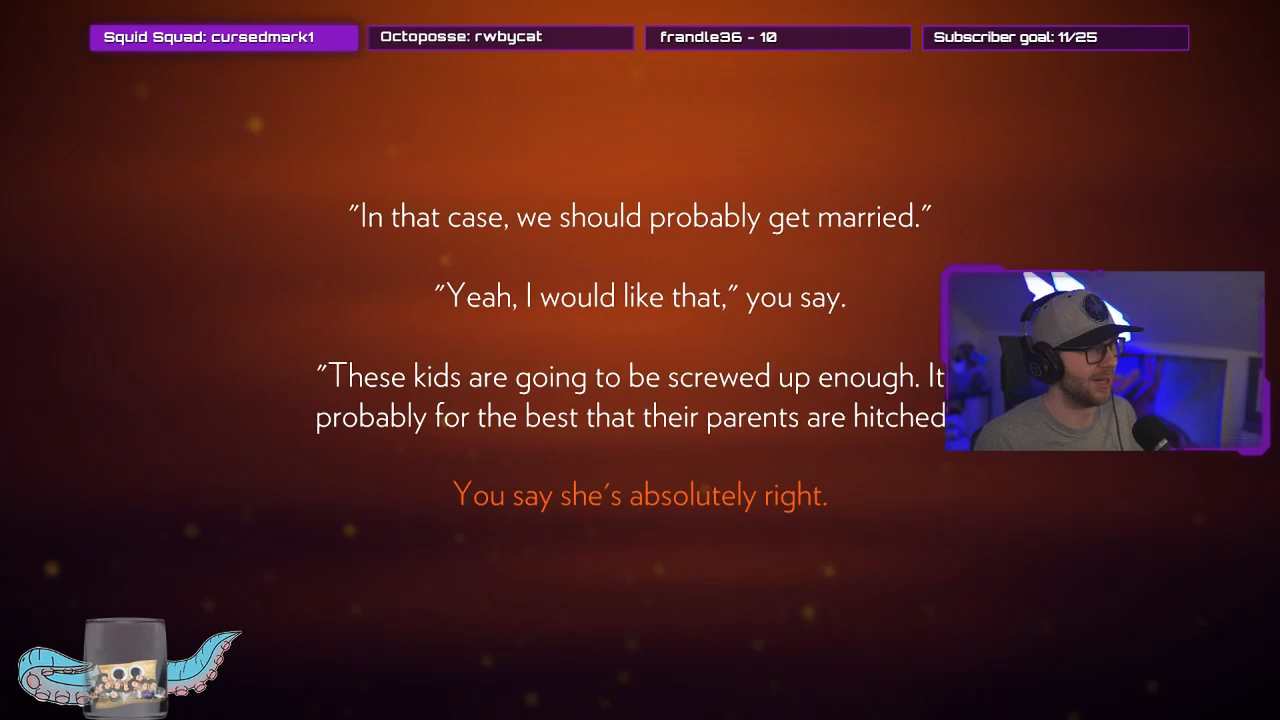 Squid Squad: cursedmark1
Octoposse: rwbycat
frandle36 - 10
Subscriber goal: 11/25
"In that case, we should probably get married."
"Yeah, I would like that," you say.
"These kids are going to be screwed up enough. It
probably for the best that their parents are hitched
You say she's absolutely right.